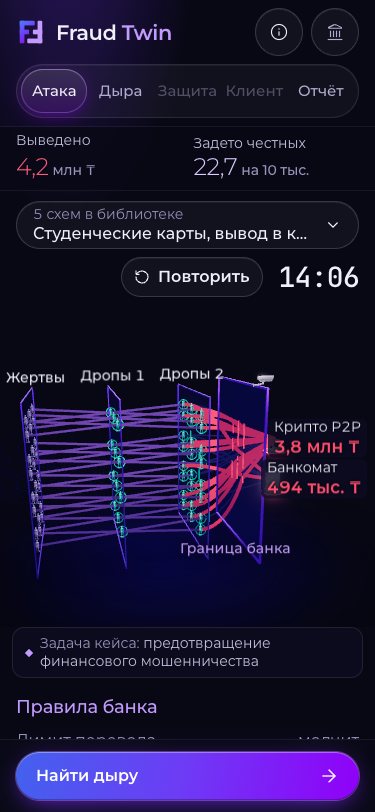 Fraud Twin
Атака Дыра Защита Клиент Отчёт
Выведено
4,2 млн ₸
Задето честных
22,7 на 10 тыс.
5 схем в библиотеке
Студенческие карты, вывод в к...
Повторить 14:06
Жертвы Дропы 1 Дропы 2
Крипто P2P
3,8 млн ₸
Банкомат
494 тыс. ₸
Граница банка
Задача кейса: предотвращение
финансового мошенничества
Правила банка
Найти дыру